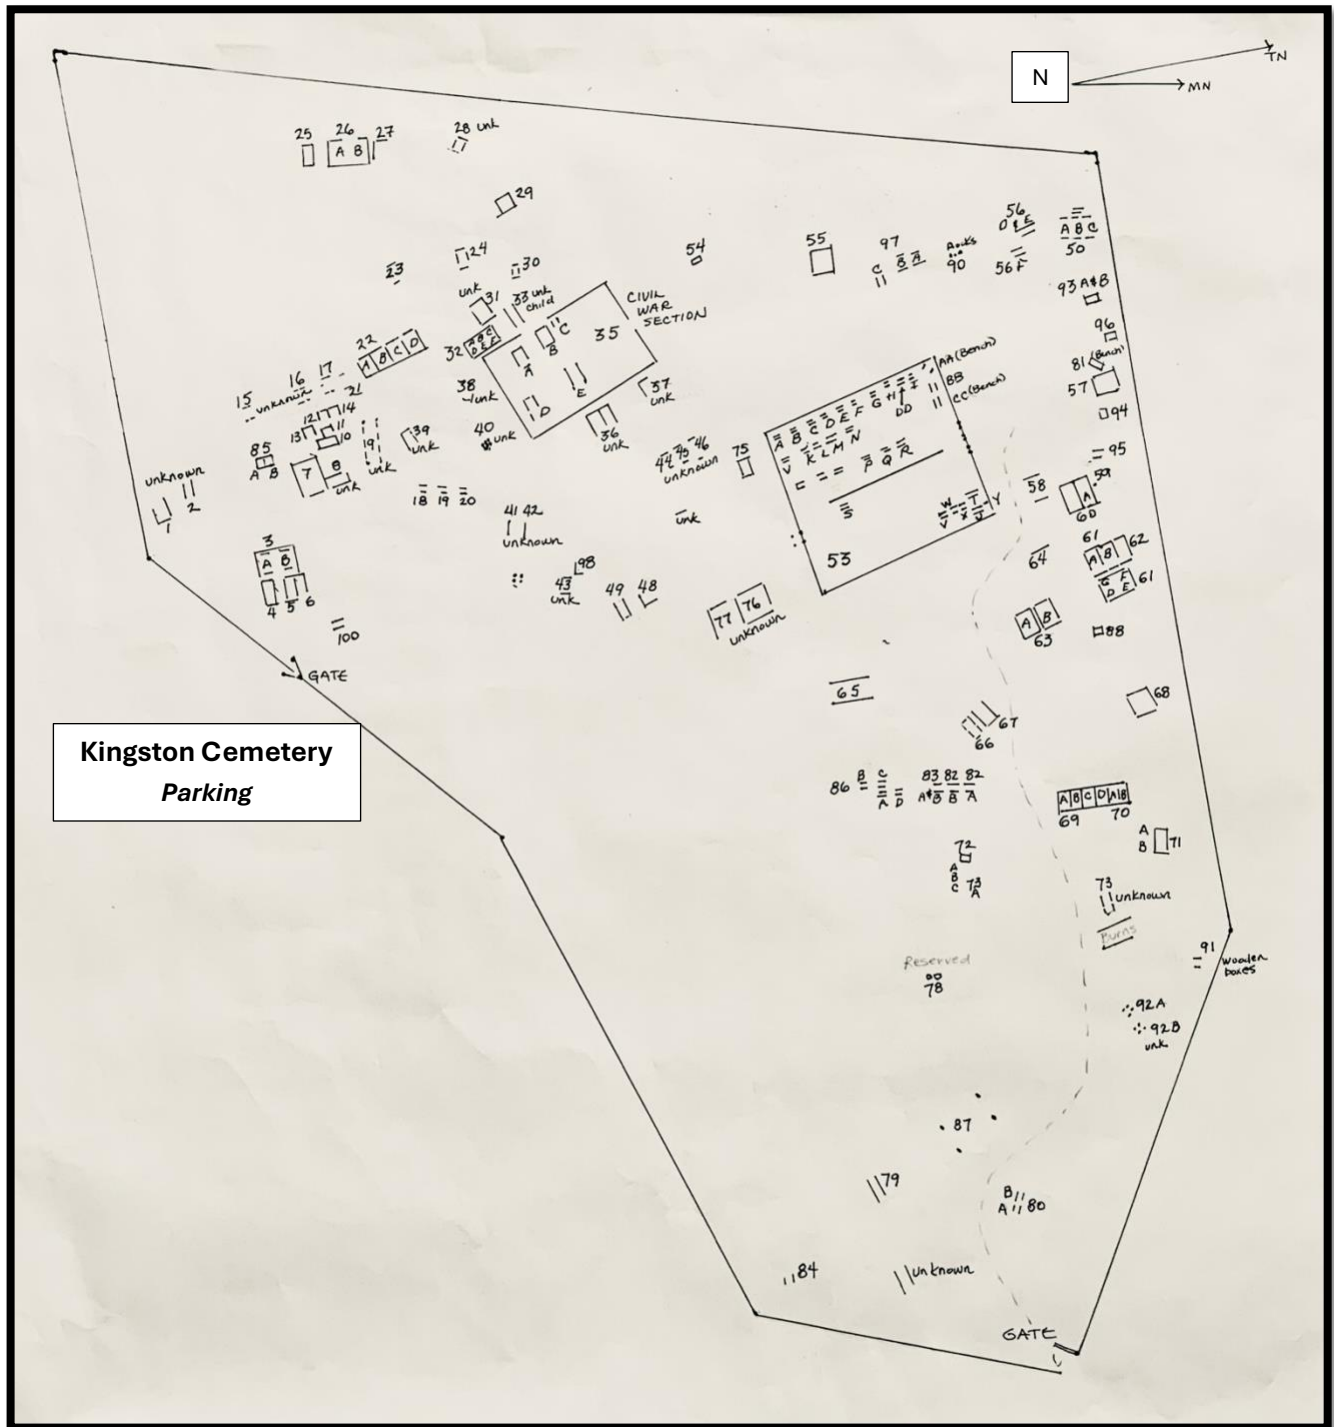 N
TN
MN
25
26
27
A B
28 unk
29
24
30
23
unk
31
33 unk
child
54
55
97
C
B A
Rocks
90
56
D & E
56 F
A B C
50
93 A&B
96
81 (Bench)
57
94
95
CIVIL
WAR
SECTION
35
A
B
C
D
E
32
A B C
D E F
22
A B C D
15
16
unknown
17
21
12
14
13
11
10
85
A B
7
8
unk
19
unk
39
unk
38
unk
40
unk
36
unk
37
unk
44 45 46
unknown
75
unk
18 19 20
41 42
unknown
unknown
1
2
3
A B
4
5
6
100
GATE
98
43
unk
49
48
77
76
unknown
AA (Bench)
BB
CC (Bench)
DD
A B C D E F G H I
V K L M N
P Q R
S
W
V X
T
J
Y
53
58
59
A
60
61
A B
62
G F
D E
61
64
A B
63
88
65
68
67
66
86
B
C
A
D
83 82 82
A&B B A
A B C D A B
69
70
A
B
71
72
A
B
C
73
A
73
unknown
Burns
91
wooden
boxes
Reserved
78
92A
92B
unk
87
79
B
A
80
84
unknown
GATE
Kingston Cemetery
Parking